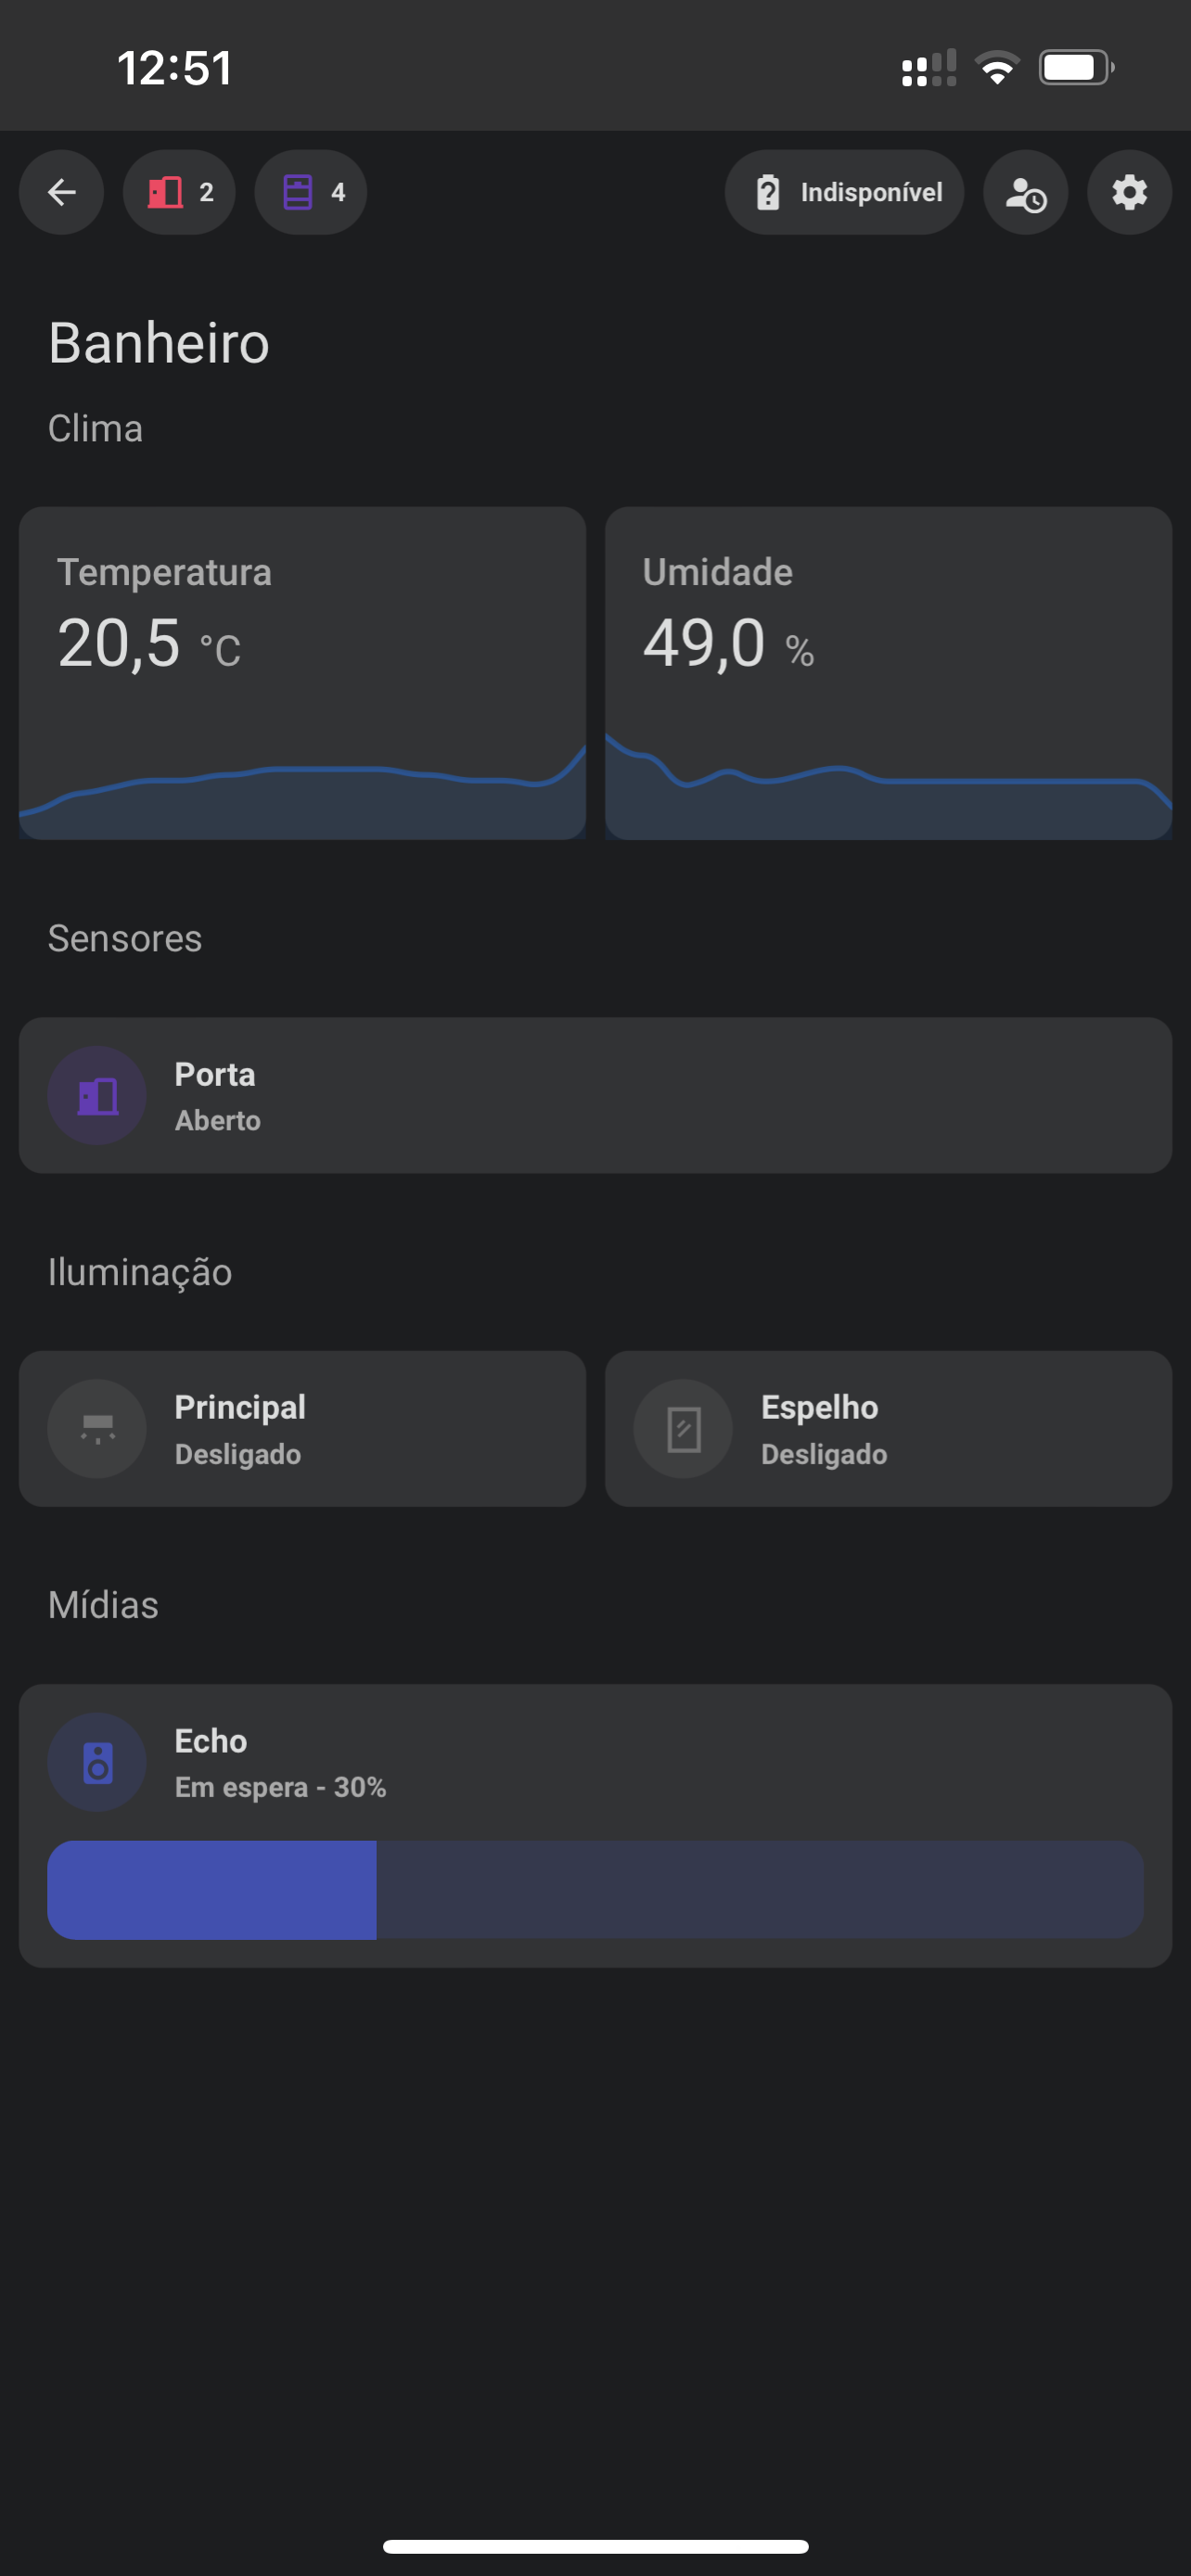 12:51
2
4
Indisponível
Banheiro
Clima
Temperatura
20,5 °C
Umidade
49,0 %
Sensores
Porta
Aberto
Iluminação
Principal
Desligado
Espelho
Desligado
Mídias
Echo
Em espera - 30%